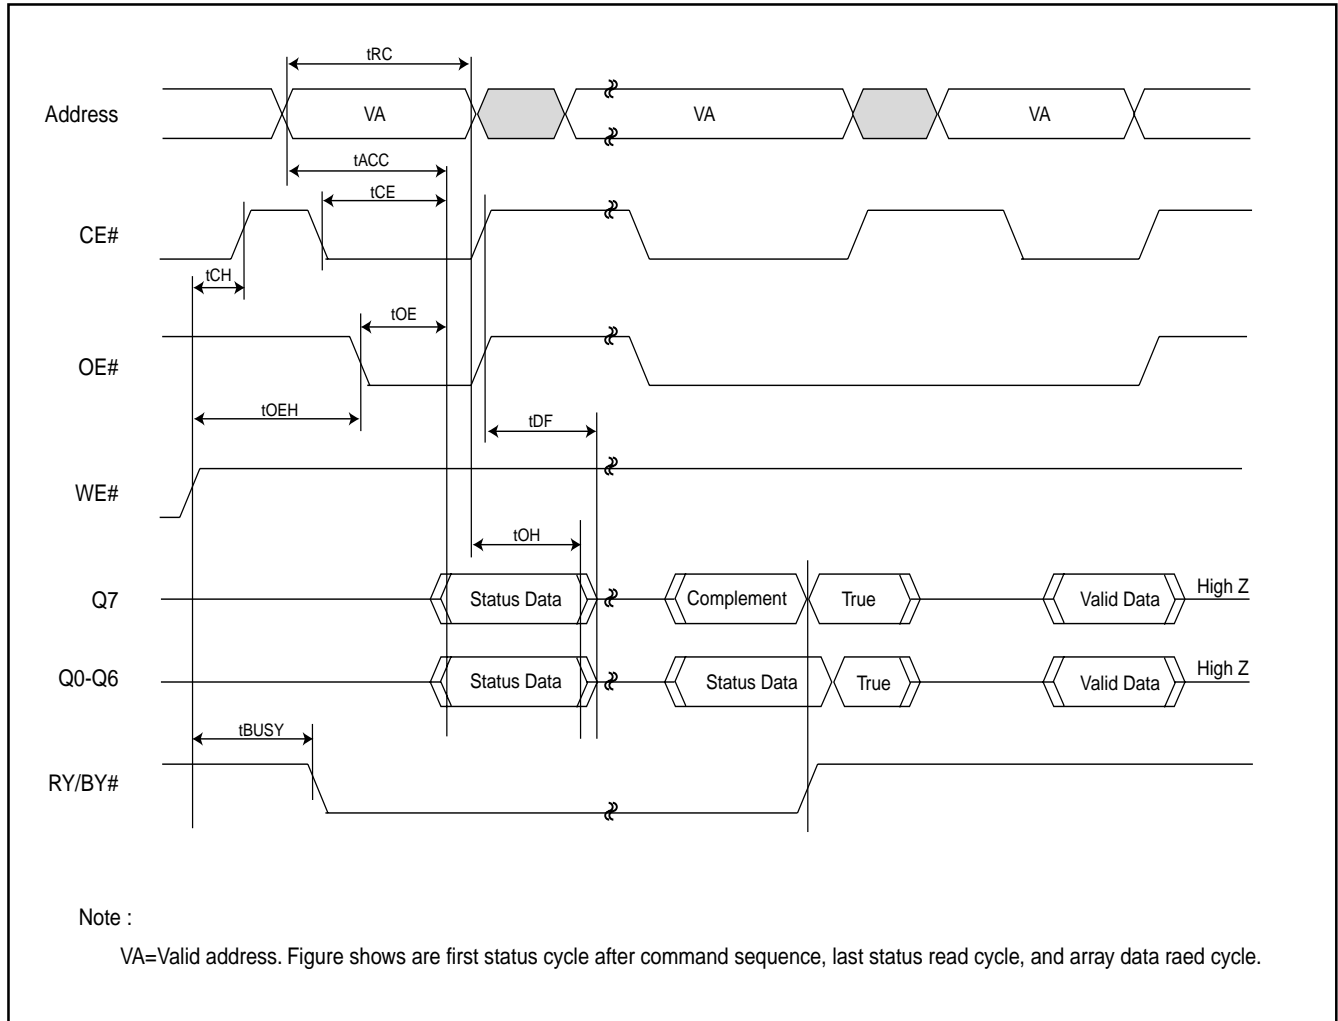 tRC
Address
VA
VA
VA
tACC
tCE
CE#
tCH
tOE
OE#
tOEH
tDF
WE#
tOH
Q7
Status Data
Complement
True
Valid Data
High Z
Q0-Q6
Status Data
Status Data
True
Valid Data
High Z
tBUSY
RY/BY#
Note :
VA=Valid address. Figure shows are first status cycle after command sequence, last status read cycle, and array data raed cycle.